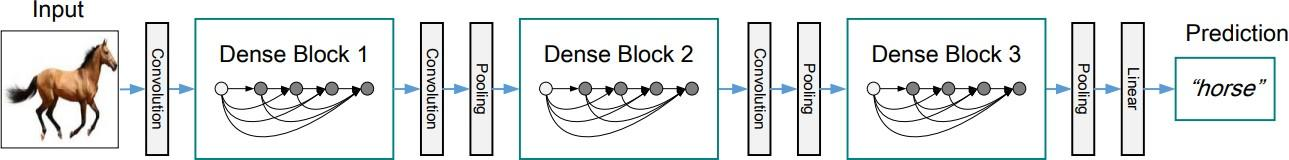 Input
Convolution
Dense Block 1
Convolution
Pooling
Dense Block 2
Convolution
Pooling
Dense Block 3
Pooling
Linear
Prediction
“horse”